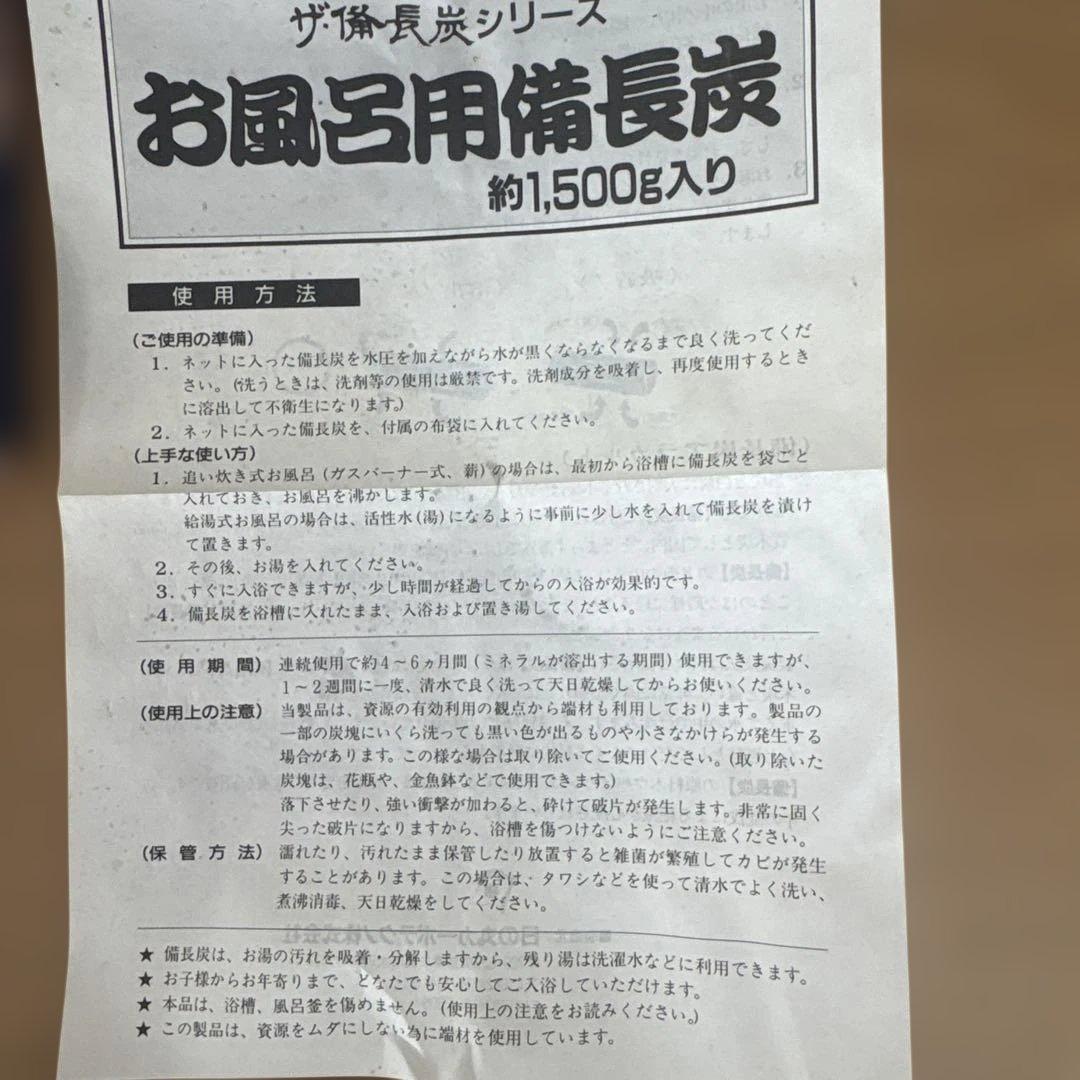 ザ・備長炭シリーズ
お風呂用備長炭
約1,500g入り
使用方法
(ご使用の準備)
1. ネットに入った備長炭を水圧を加えながら水が黒くならなくなるまで良く洗ってくだ
さい。(洗うときは、洗剤等の使用は厳禁です。洗剤成分を吸着し、再度使用するとき
に溶出して不衛生になります。)
2. ネットに入った備長炭を、付属の布袋に入れてください。
(上手な使い方)
1. 追い炊き式お風呂(ガスバーナー式、薪)の場合は、最初から浴槽に備長炭を袋ごと
入れておき、お風呂を沸かします。
給湯式お風呂の場合は、活性水(湯)になるように事前に少し水を入れて備長炭を漬け
て置きます。
2. その後、お湯を入れてください。
3. すぐに入浴できますが、少し時間が経過してからの入浴が効果的です。
4. 備長炭を浴槽に入れたまま、入浴および置き湯してください。
(使用期間) 連続使用で約4〜6ヵ月間(ミネラルが溶出する期間)使用できますが、
1〜2週間に一度、清水で良く洗って天日乾燥してからお使いください。
(使用上の注意) 当製品は、資源の有効利用の観点から端材も利用しております。製品の
一部の炭塊にいくら洗っても黒い色が出るものや小さなかけらが発生する
場合があります。この様な場合は取り除いてご使用ください。(取り除いた
炭塊は、花瓶や、金魚鉢などで使用できます。)
落下させたり、強い衝撃が加わると、砕けて破片が発生します。非常に固く
尖った破片になりますから、浴槽を傷つけないようにご注意ください。
(保管方法) 濡れたり、汚れたまま保管したり放置すると雑菌が繁殖してカビが発生
することがあります。この場合は、タワシなどを使って清水でよく洗い、
煮沸消毒、天日乾燥をしてください。
★ 備長炭は、お湯の汚れを吸着・分解しますから、残り湯は洗濯水などに利用できます。
★ お子様からお年寄りまで、どなたでも安心してご入浴していただけます。
★ 本品は、浴槽、風呂釜を傷めません。(使用上の注意をお読みください。)
★ この製品は、資源をムダにしない為に端材を使用しています。